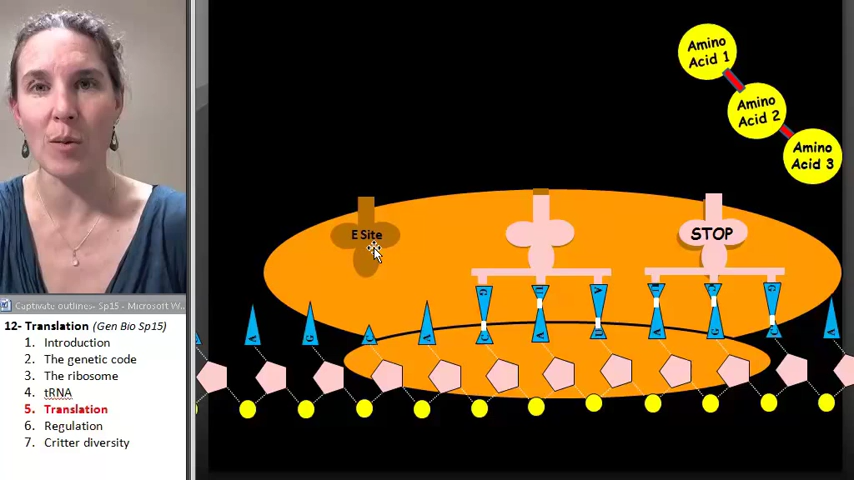 Amino
Acid 1
Amino
Acid 2
Amino
Acid 3
E Site
STOP
G U A U G G
A G C A C A U A G C A
Captivate outlines- Sp15 - Microsoft W.
12- Translation (Gen Bio Sp15)
1. Introduction
2. The genetic code
3. The ribosome
4. tRNA
5. Translation
6. Regulation
7. Critter diversity